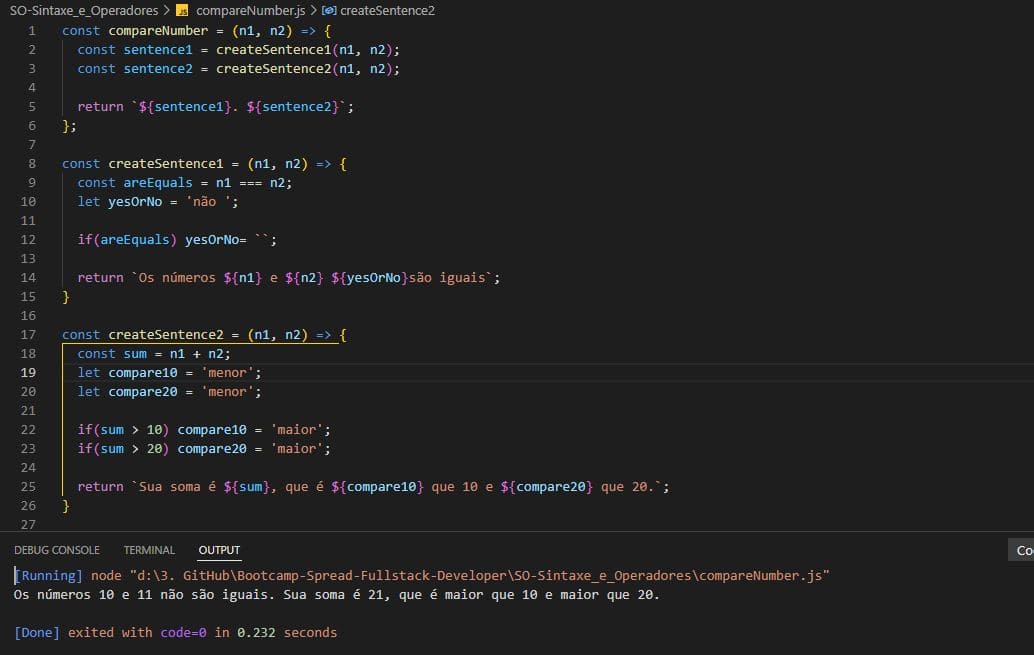 SO-Sintaxe_e_Operadores > JS compareNumber.js > createSentence2
1 const compareNumber = (n1, n2) => {
2   const sentence1 = createSentence1(n1, n2);
3   const sentence2 = createSentence2(n1, n2);
4
5   return `${sentence1}. ${sentence2}`;
6 };
7
8 const createSentence1 = (n1, n2) => {
9   const areEquals = n1 === n2;
10   let yesOrNo = 'não ';
11
12   if(areEquals) yesOrNo= ``;
13
14   return `Os números ${n1} e ${n2} ${yesOrNo}são iguais`;
15 }
16
17 const createSentence2 = (n1, n2) => {
18   const sum = n1 + n2;
19   let compare10 = 'menor';
20   let compare20 = 'menor';
21
22   if(sum > 10) compare10 = 'maior';
23   if(sum > 20) compare20 = 'maior';
24
25   return `Sua soma é ${sum}, que é ${compare10} que 10 e ${compare20} que 20.`;
26 }
27
DEBUG CONSOLE TERMINAL OUTPUT Co
[Running] node "d:\3. GitHub\Bootcamp-Spread-Fullstack-Developer\SO-Sintaxe_e_Operadores\compareNumber.js"
Os números 10 e 11 não são iguais. Sua soma é 21, que é maior que 10 e maior que 20.
[Done] exited with code=0 in 0.232 seconds